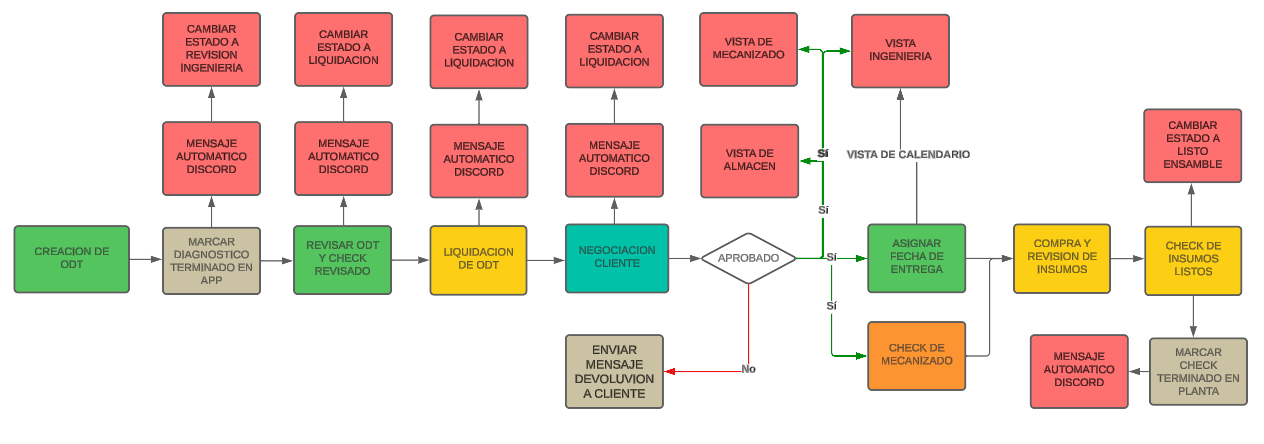 CAMBIAR
ESTADO A
REVISION
INGENIERIA
CAMBIAR
ESTADO A
LIQUIDACION
CAMBIAR
ESTADO A
LIQUIDACION
CAMBIAR
ESTADO A
LIQUIDACION
VISTA DE
MECANIZADO
VISTA
INGENIERIA
MENSAJE
AUTOMATICO
DISCORD
MENSAJE
AUTOMATICO
DISCORD
MENSAJE
AUTOMATICO
DISCORD
MENSAJE
AUTOMATICO
DISCORD
VISTA DE
ALMACEN
Sí
VISTA DE CALENDARIO
CAMBIAR
ESTADO A
LISTO
ENSAMBLE
Sí
CREACION DE
ODT
MARCAR
DIAGNOSTICO
TERMINADO EN
APP
REVISAR ODT
Y CHECK
REVISADO
LIQUIDACION
DE ODT
NEGOCIACION
CLIENTE
APROBADO
Sí
ASIGNAR
FECHA DE
ENTREGA
COMPRA Y
REVISION DE
INSUMOS
CHECK DE
INSUMOS
LISTOS
Sí
ENVIAR
MENSAJE
DEVOLUVION
A CLIENTE
No
CHECK DE
MECANIZADO
MENSAJE
AUTOMATICO
DISCORD
MARCAR
CHECK
TERMINADO EN
PLANTA